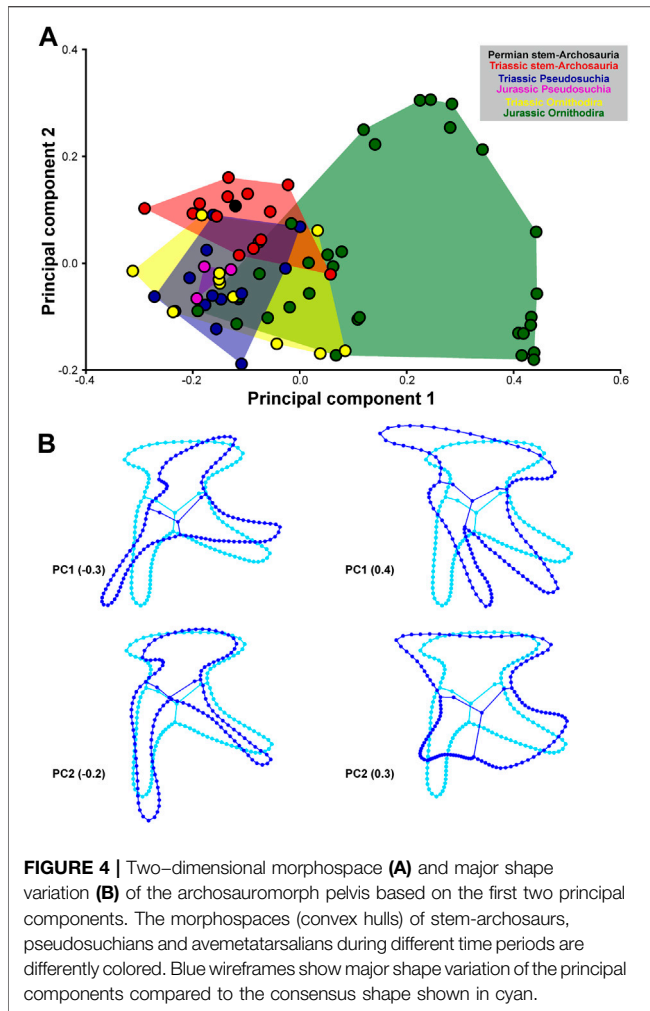 A
Permian stem-Archosauria
Triassic stem-Archosauria
Triassic Pseudosuchia
Jurassic Pseudosuchia
Triassic Ornithodira
Jurassic Ornithodira
0.4
0.2
0.0
-0.2
Principal component 2
-0.4
-0.2
0.0
0.2
0.4
0.6
Principal component 1
B
PC1 (-0.3)
PC1 (0.4)
PC2 (-0.2)
PC2 (0.3)
FIGURE 4 | Two–dimensional morphospace (A) and major shape
variation (B) of the archosauromorph pelvis based on the first two principal
components. The morphospaces (convex hulls) of stem-archosaurs,
pseudosuchians and avemetatarsalians during different time periods are
differently colored. Blue wireframes show major shape variation of the principal
components compared to the consensus shape shown in cyan.